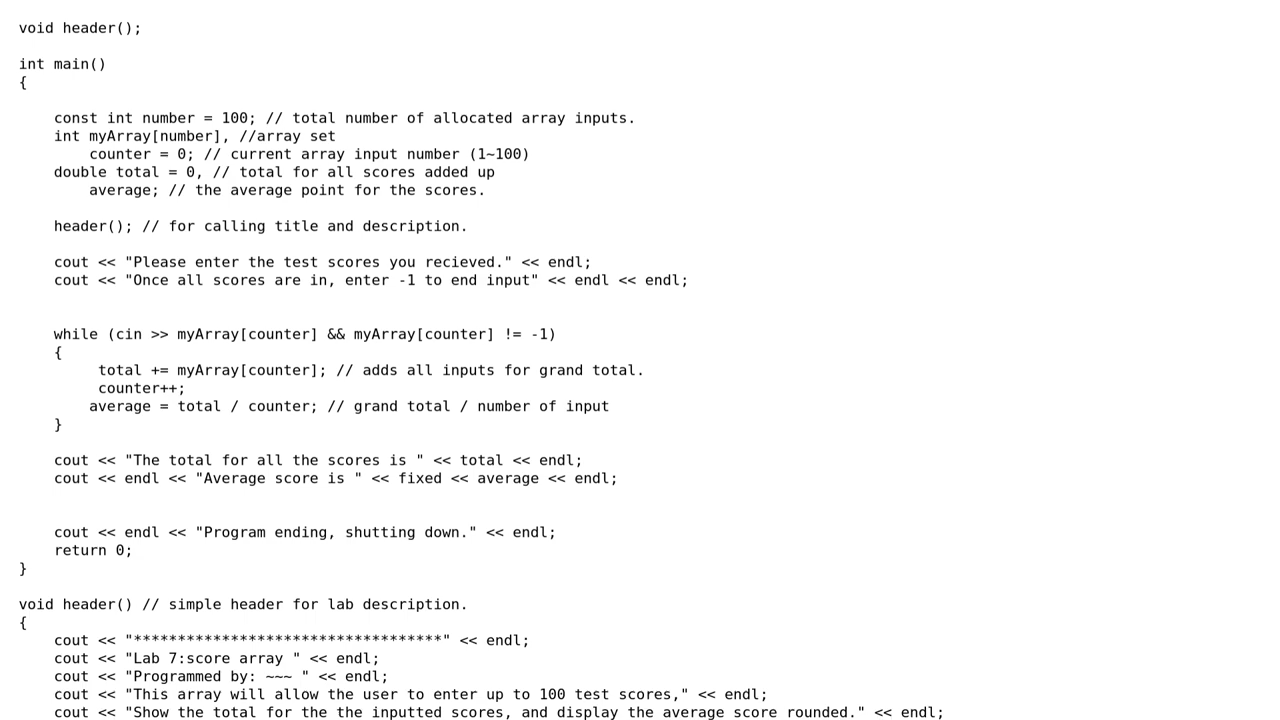 void header();
int main()
{
const int number = 100; // total number of allocated array inputs.
int myArray[number], //array set
counter = 0; // current array input number (1~100)
double total = 0, // total for all scores added up
average; // the average point for the scores.
header(); // for calling title and description.
cout << "Please enter the test scores you recieved." << endl;
cout << "Once all scores are in, enter -1 to end input" << endl << endl;
while (cin >> myArray[counter] && myArray[counter] != -1)
{
total += myArray[counter]; // adds all inputs for grand total.
counter++;
average = total / counter; // grand total / number of input
}
cout << "The total for all the scores is " << total << endl;
cout << endl << "Average score is " << fixed << average << endl;
cout << endl << "Program ending, shutting down." << endl;
return 0;
}
void header() // simple header for lab description.
{
cout << "***********************************" << endl;
cout << "Lab 7:score array " << endl;
cout << "Programmed by: ~~~ " << endl;
cout << "This array will allow the user to enter up to 100 test scores," << endl;
cout << "Show the total for the the inputted scores, and display the average score rounded." << endl;